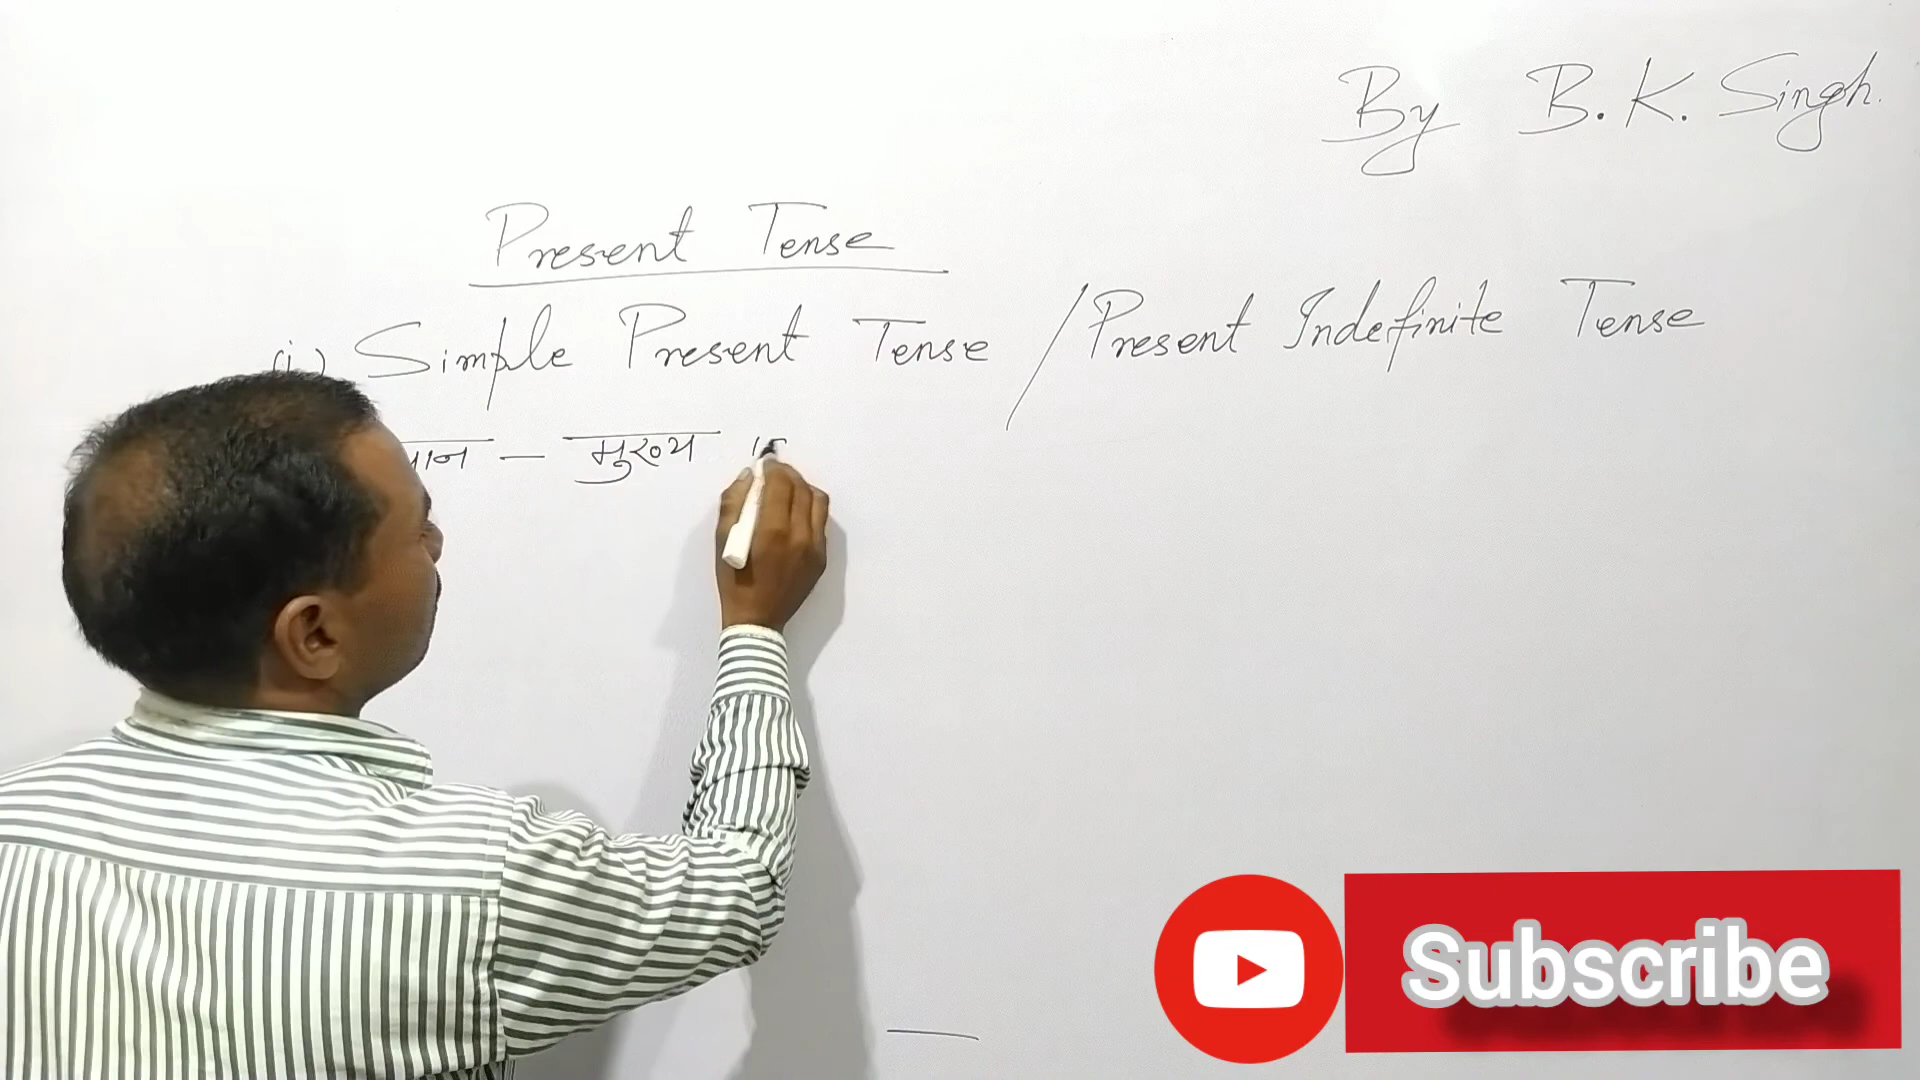 By B. K. Singh.
Present Tense
(i) Simple Present Tense / Present Indefinite Tense
— मुख्य
Subscribe